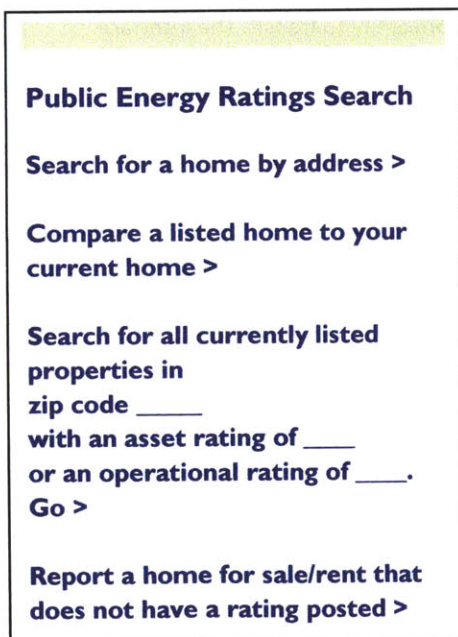 Public Energy Ratings Search
Search for a home by address >
Compare a listed home to your
current home >
Search for all currently listed
properties in
zip code _____
with an asset rating of ____
or an operational rating of ____.
Go >
Report a home for sale/rent that
does not have a rating posted >